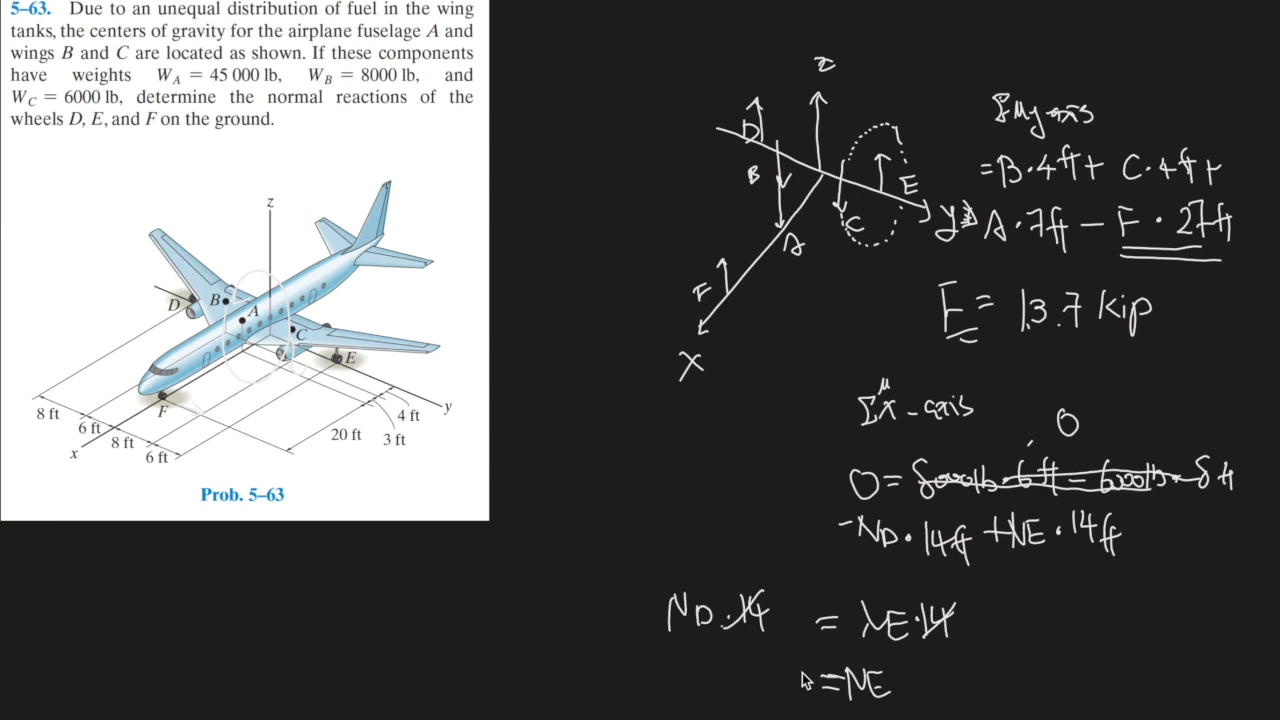 5–63. Due to an unequal distribution of fuel in the wing
tanks, the centers of gravity for the airplane fuselage A and
wings B and C are located as shown. If these components
have weights W_A = 45 000 lb, W_B = 8000 lb, and
W_C = 6000 lb, determine the normal reactions of the
wheels D, E, and F on the ground.
z
D
B
A
C
E
F
8 ft
6 ft
8 ft
6 ft
x
y
4 ft
3 ft
20 ft
Prob. 5–63
z
D
B
E
C
y
A
F
X
ΣMy axis
= B · 4ft + C · 4ft +
A · 7ft − F · 27ft
F = 13.7 kip
ΣMx - axis
0
0 = 8000lb · 6ft − 6000lb · 8ft
-ND · 14ft + NE · 14ft
ND · 14 = NE · 14
= NE